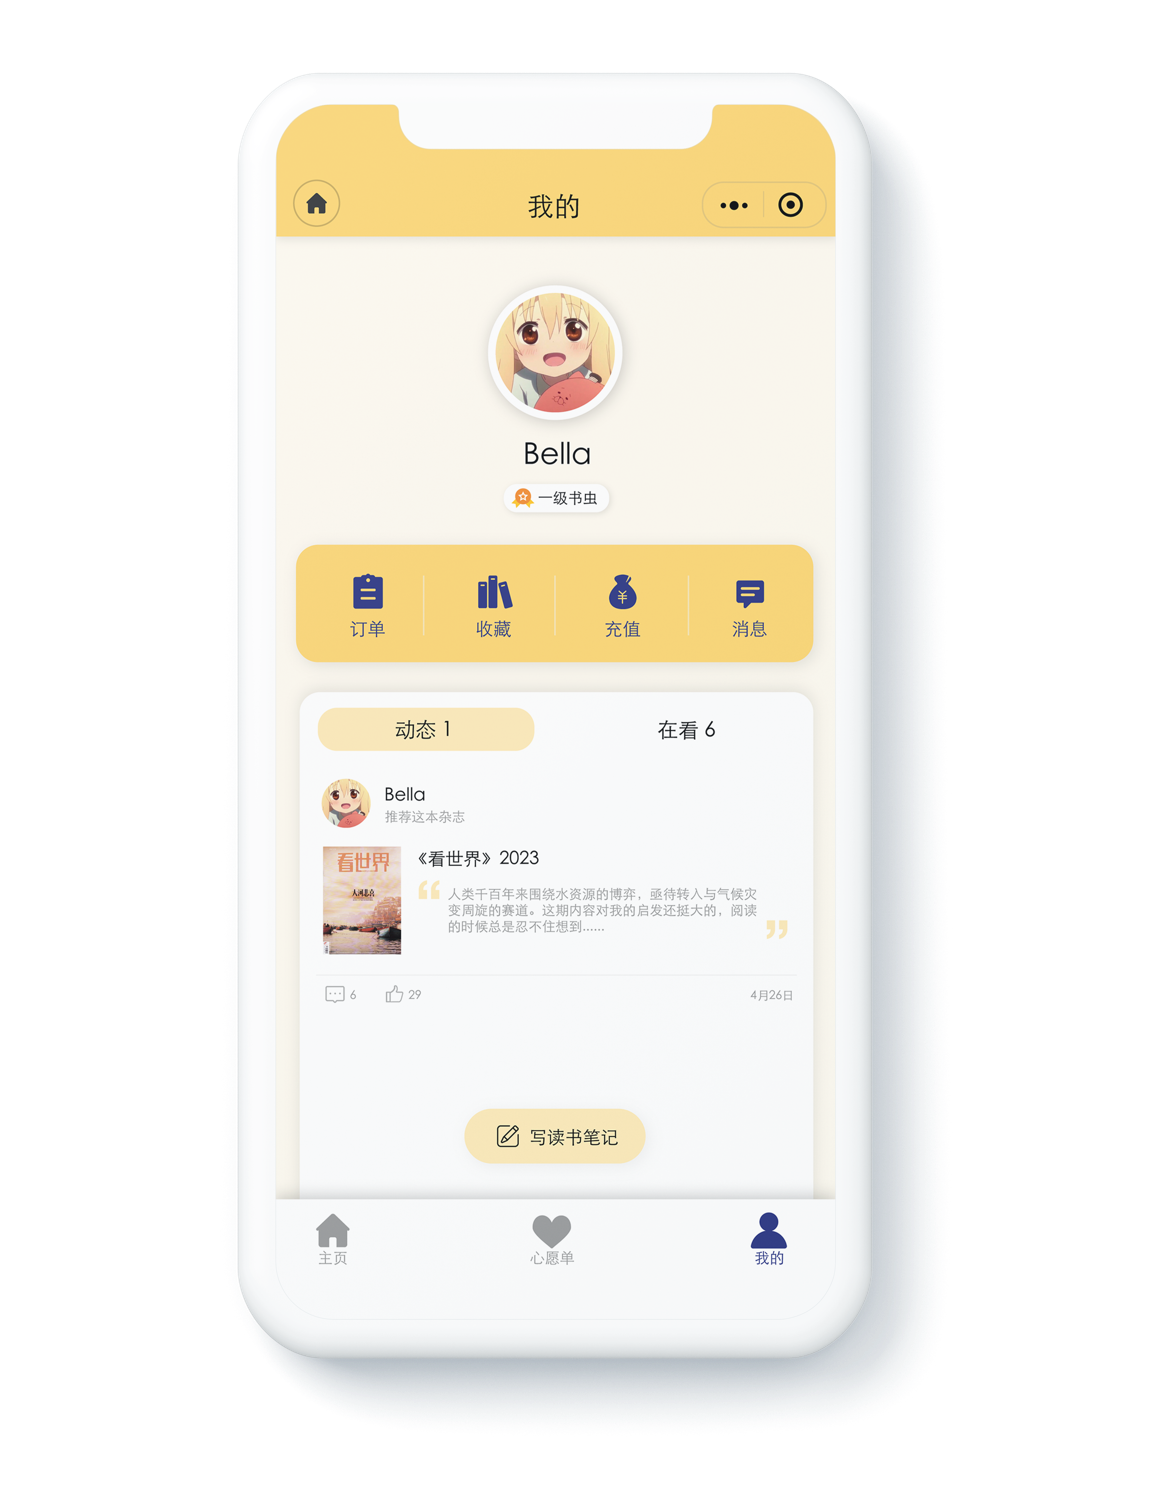 我的
Bella
一级书虫
订单 收藏 充值 消息
动态 1 在看 6
Bella
推荐这本杂志
看世界
《看世界》2023
“人类千百年来围绕水资源的博弈，亟待转入与气候灾
变周旋的赛道。这期内容对我的启发还挺大的，阅读
的时候总是忍不住想到......”
6 29 4月26日
写读书笔记
主页 心愿单 我的